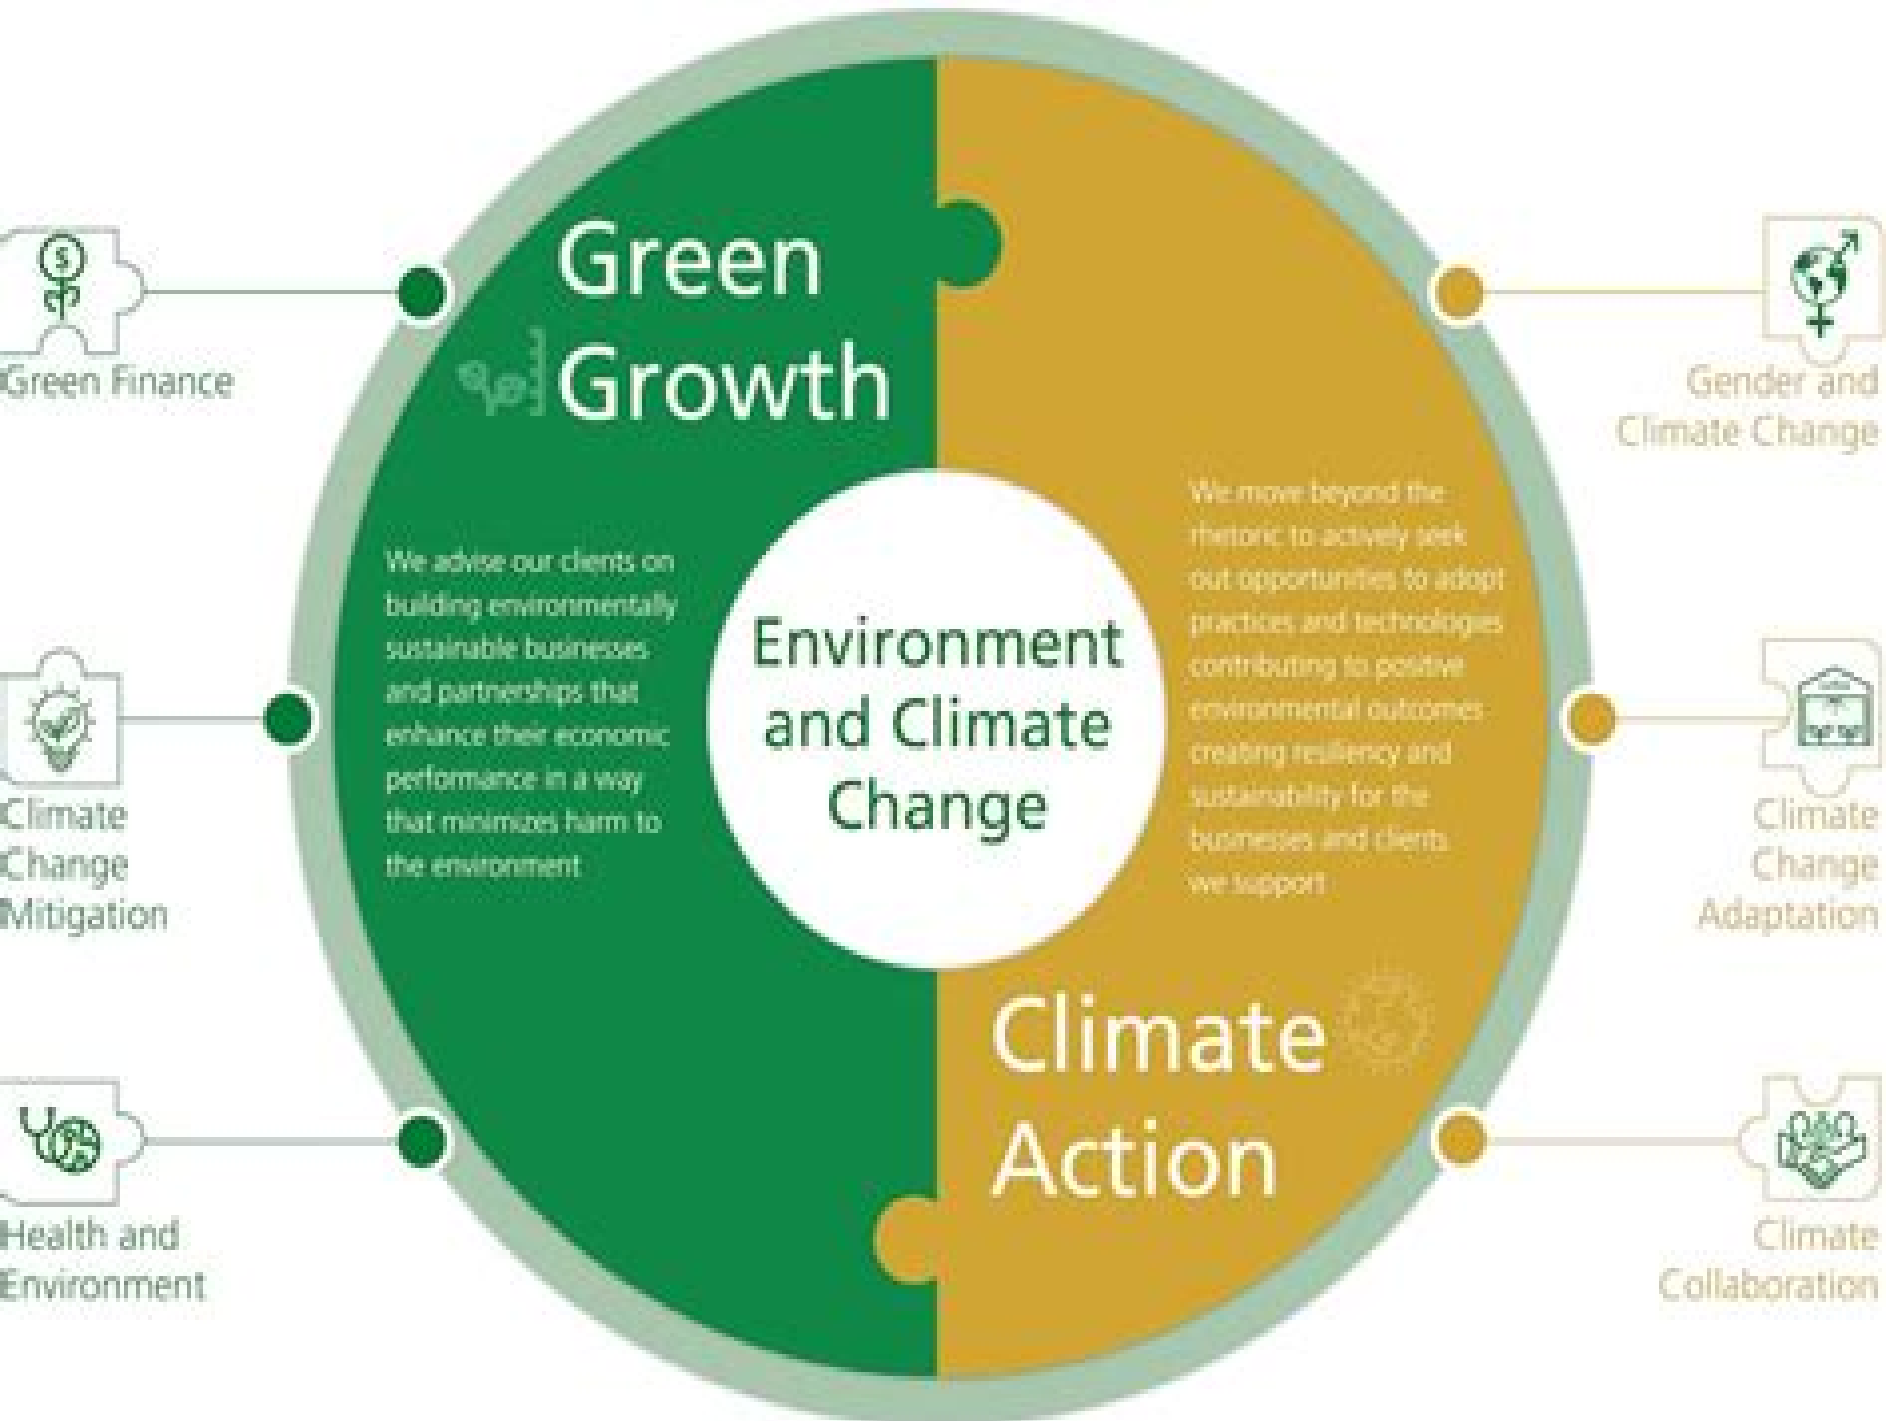 Green
Growth
We advise our clients on
building environmentally
sustainable businesses
and partnerships that
enhance their economic
performance in a way
that minimizes harm to
the environment
Environment
and Climate
Change
We move beyond the
rhetoric to actively seek
out opportunities to adopt
practices and technologies
contributing to positive
environmental outcomes
creating resiliency and
sustainability for the
businesses and clients
we support
Climate
Action
$
Green Finance
Climate
Change
Mitigation
Health and
Environment
Gender and
Climate Change
Climate
Change
Adaptation
Climate
Collaboration